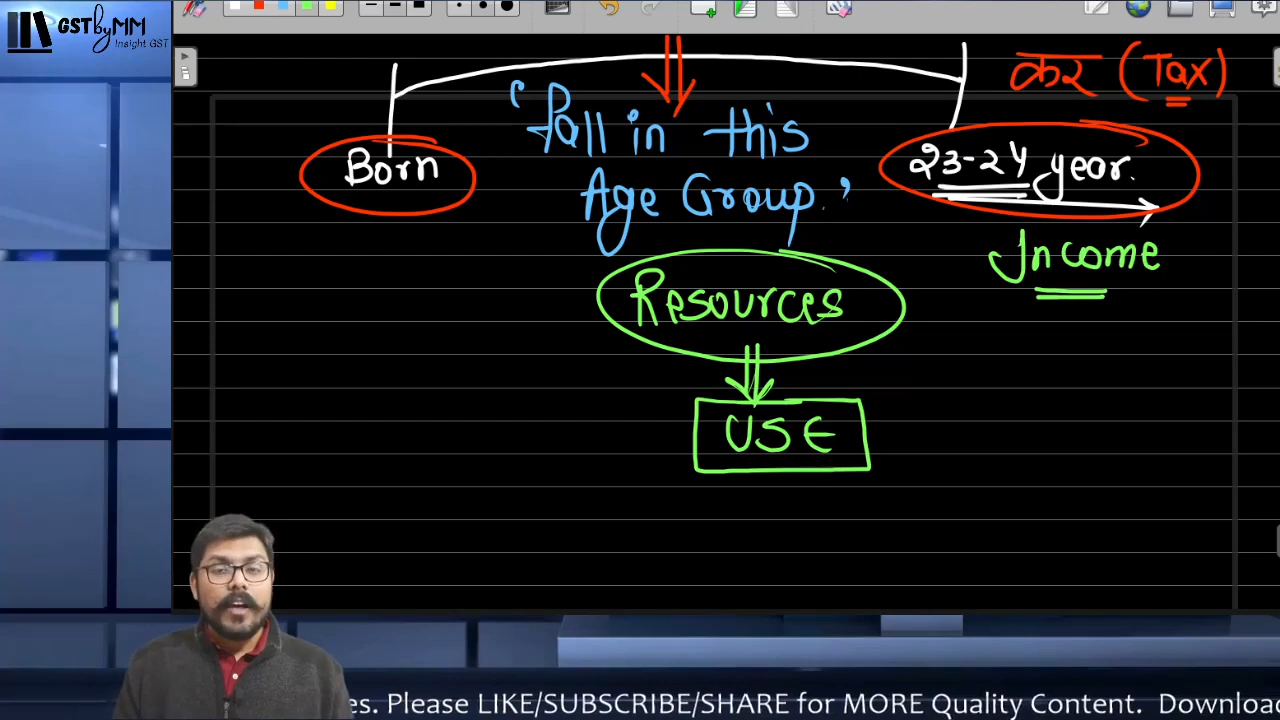 GSTbyMM
Insight GST
कर (Tax)
'fall in this
Age Group.'
Born
23-24 year.
Income
Resources
USE
es. Please LIKE/SUBSCRIBE/SHARE for MORE Quality Content. Downloa